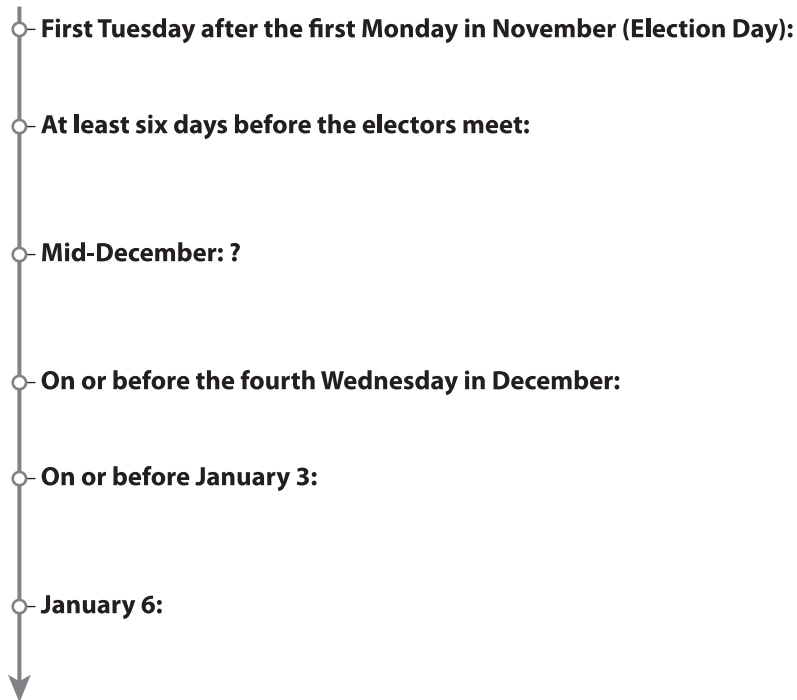 First Tuesday after the first Monday in November (Election Day):
At least six days before the electors meet:
Mid-December: ?
On or before the fourth Wednesday in December:
On or before January 3:
January 6: